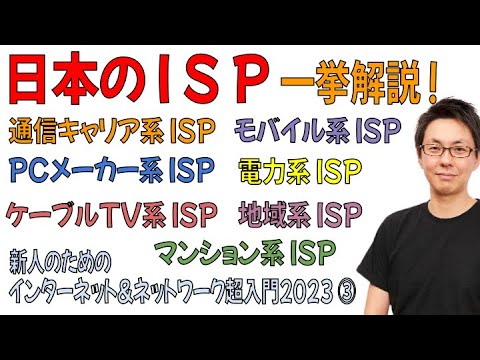 日本のISP一挙解説!
通信キャリア系ISP モバイル系ISP
PCメーカー系ISP 電力系ISP
ケーブルTV系ISP 地域系ISP
マンション系ISP
新人のための
インターネット&ネットワーク超入門2023 ③